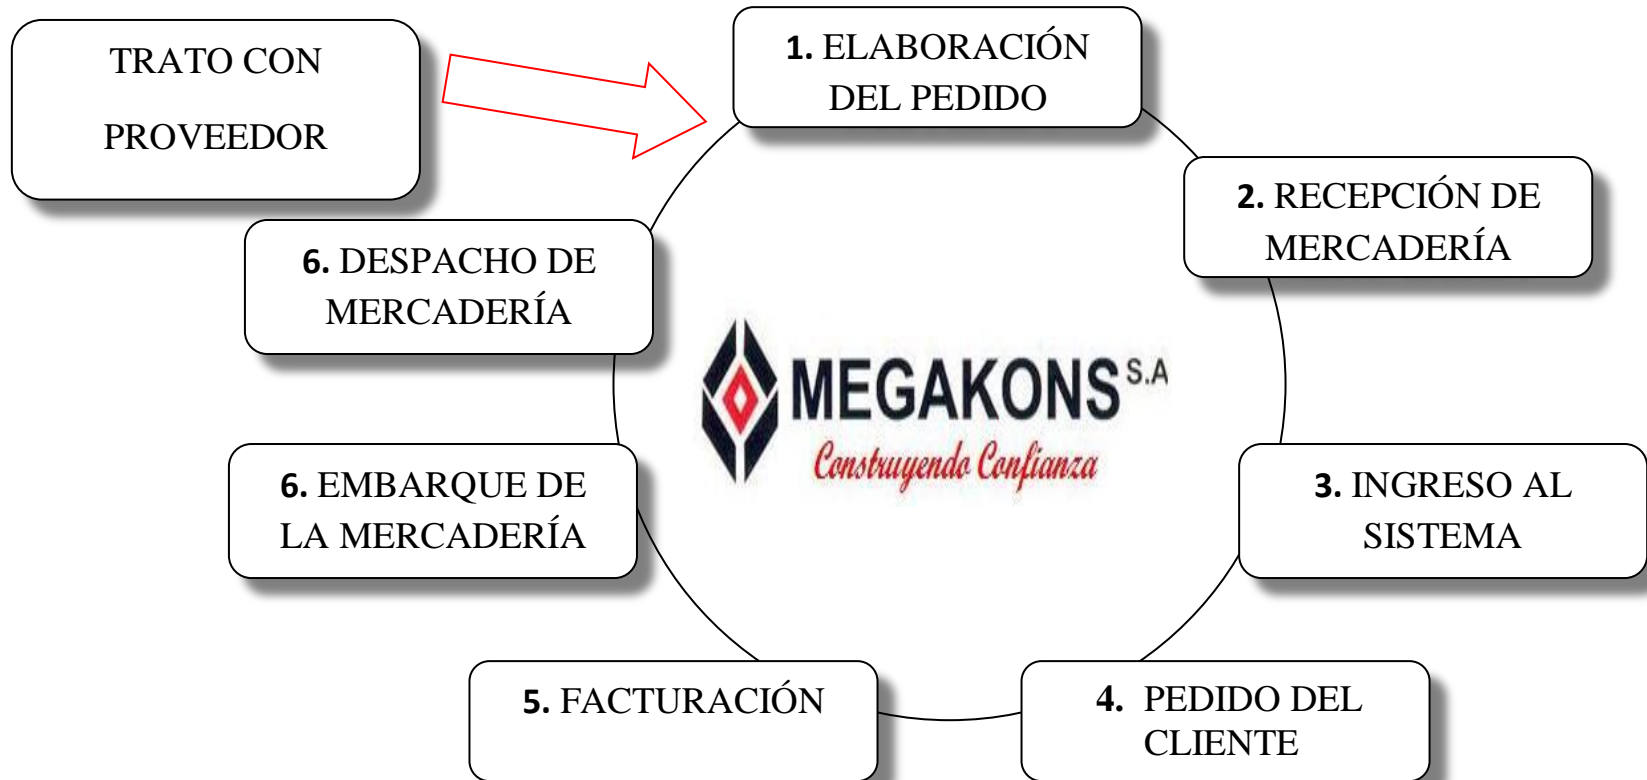 TRATO CON
PROVEEDOR
1. ELABORACIÓN
DEL PEDIDO
2. RECEPCIÓN DE
MERCADERÍA
3. INGRESO AL
SISTEMA
4. PEDIDO DEL
CLIENTE
5. FACTURACIÓN
6. EMBARQUE DE
LA MERCADERÍA
6. DESPACHO DE
MERCADERÍA
MEGAKONS S.A
Construyendo Confianza